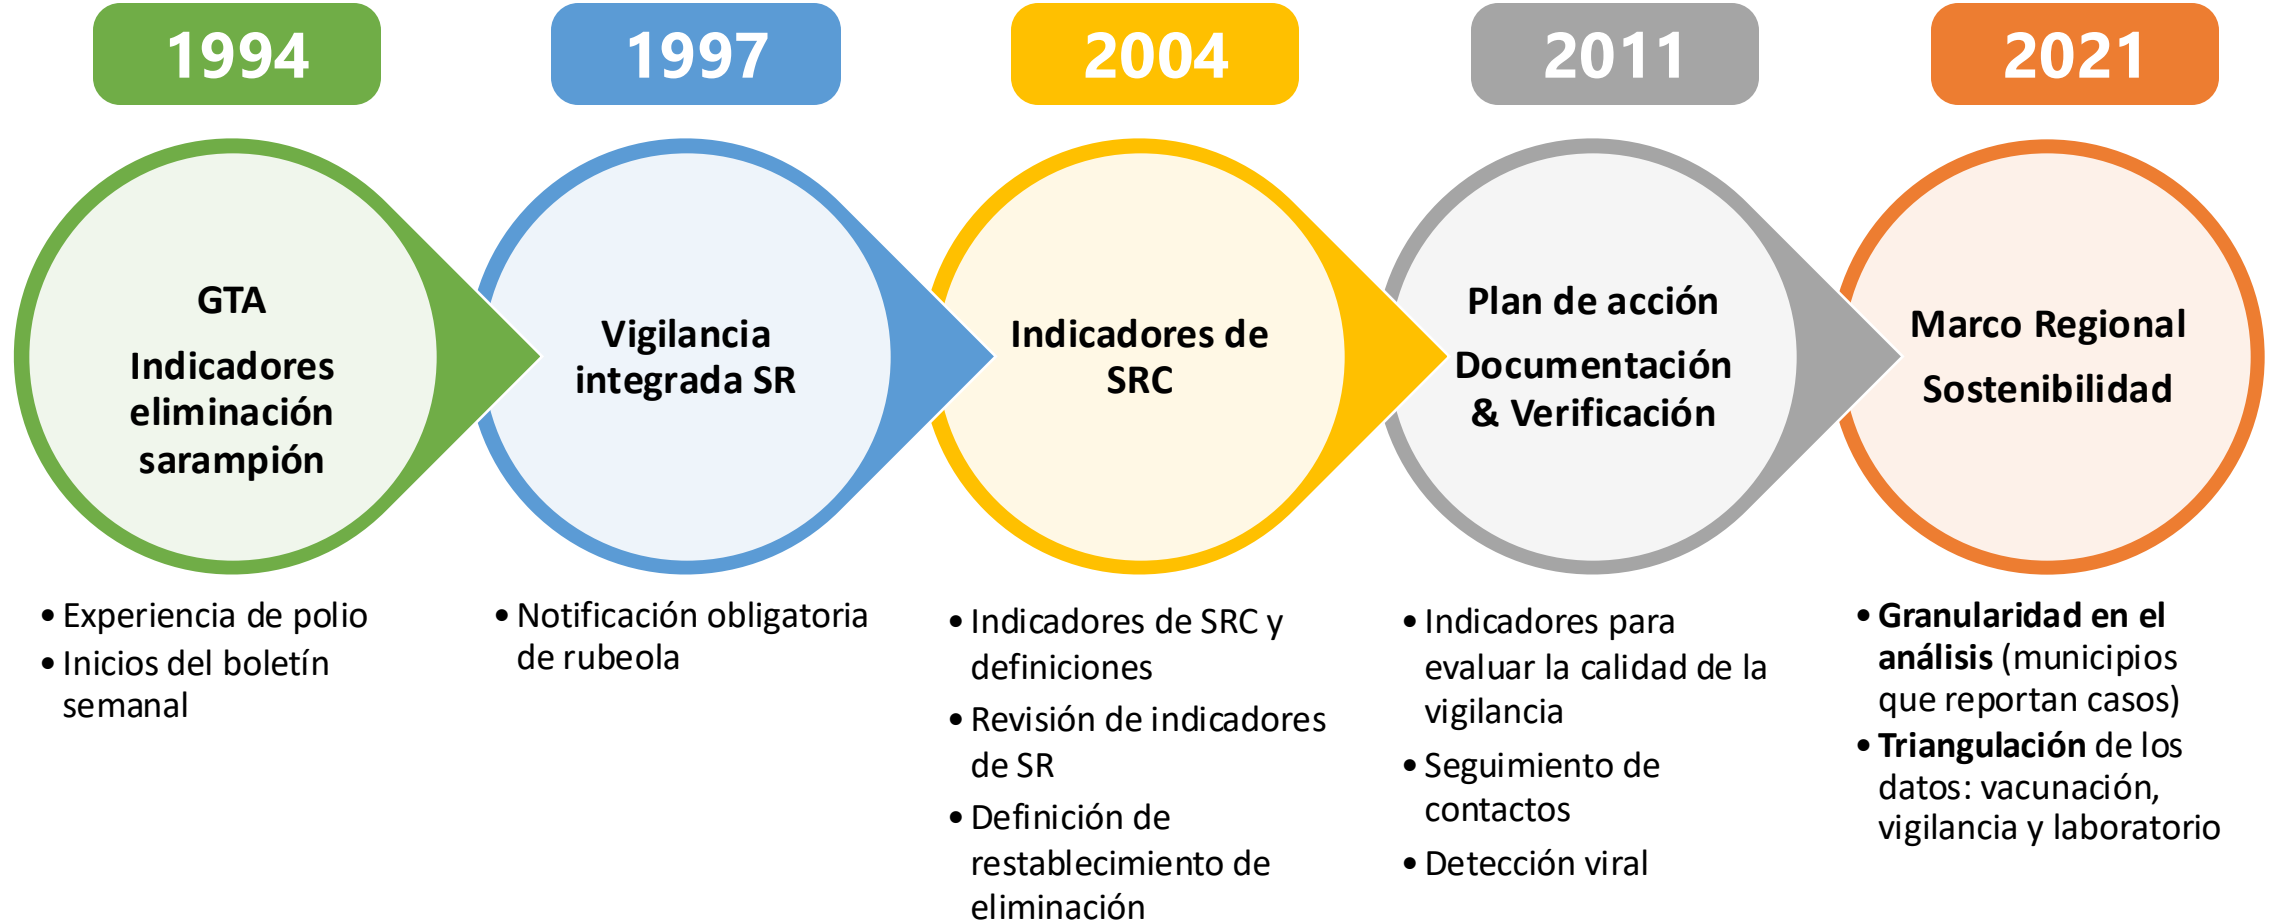 1994
1997
2004
2011
2021
GTA
Indicadores
eliminación
sarampión
Vigilancia
integrada SR
Indicadores de
SRC
Plan de acción
Documentación
& Verificación
Marco Regional
Sostenibilidad
• Experiencia de polio
• Inicios del boletín
semanal
• Notificación obligatoria
de rubeola
• Indicadores de SRC y
definiciones
• Revisión de indicadores
de SR
• Definición de
restablecimiento de
eliminación
• Indicadores para
evaluar la calidad de la
vigilancia
• Seguimiento de
contactos
• Detección viral
• Granularidad en el
análisis (municipios
que reportan casos)
• Triangulación de los
datos: vacunación,
vigilancia y laboratorio